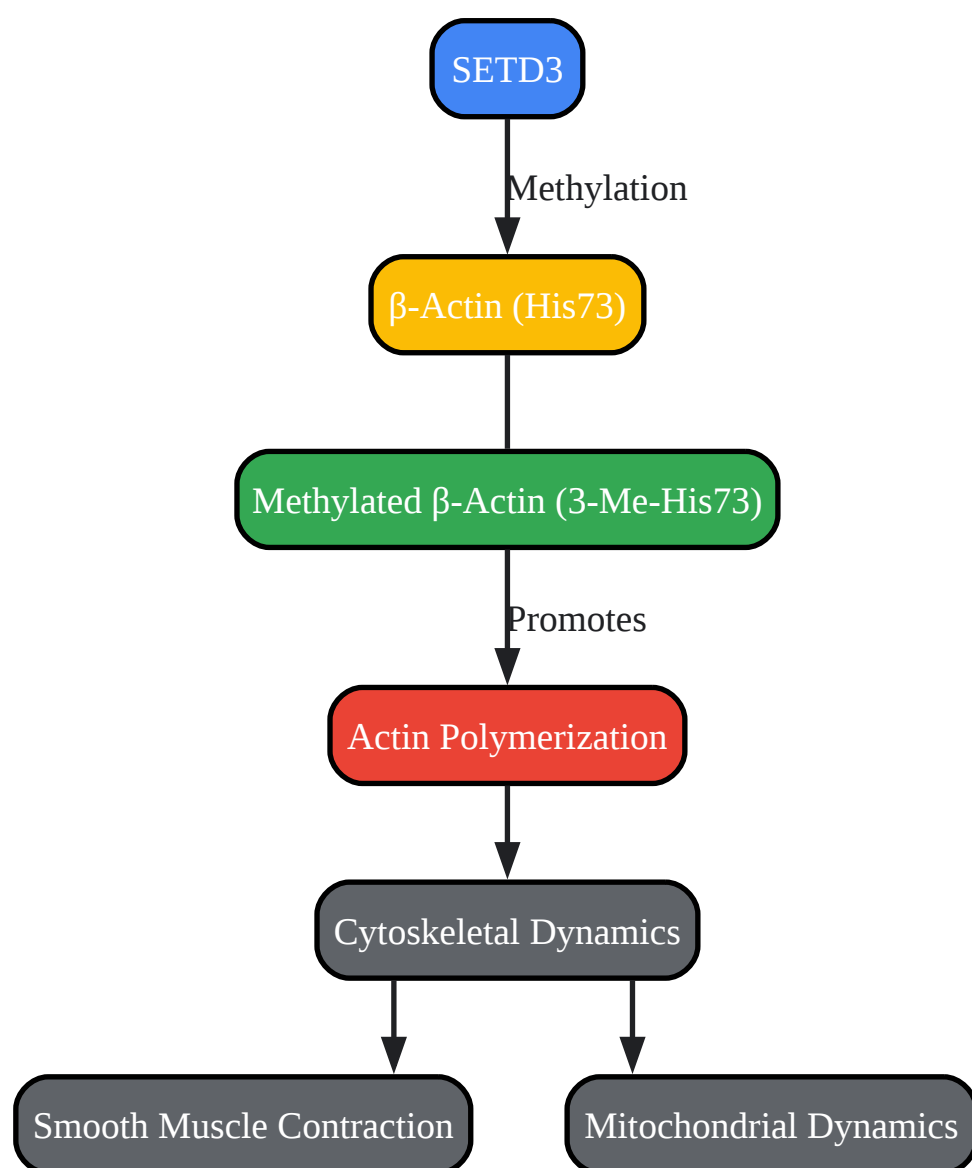 SETD3
Methylation
β-Actin (His73)
Methylated β-Actin (3-Me-His73)
Promotes
Actin Polymerization
Cytoskeletal Dynamics
Smooth Muscle Contraction
Mitochondrial Dynamics